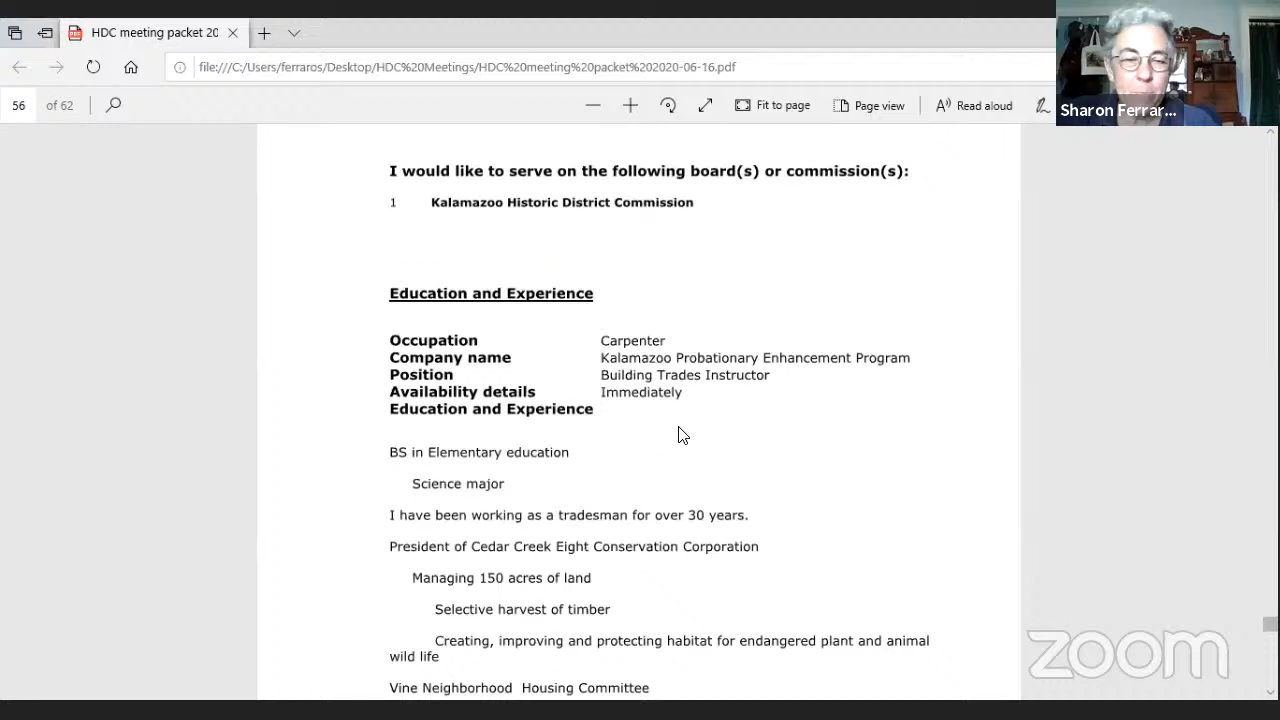 HDC meeting packet 20
file:///C:/Users/ferraros/Desktop/HDC%20Meetings/HDC%20meeting%20packet%202020-06-16.pdf
56 of 62
Fit to page
Page view
Read aloud
Sharon Ferrar...
I would like to serve on the following board(s) or commission(s):
1 Kalamazoo Historic District Commission
Education and Experience
Occupation Carpenter
Company name Kalamazoo Probationary Enhancement Program
Position Building Trades Instructor
Availability details Immediately
Education and Experience
BS in Elementary education
Science major
I have been working as a tradesman for over 30 years.
President of Cedar Creek Eight Conservation Corporation
Managing 150 acres of land
Selective harvest of timber
Creating, improving and protecting habitat for endangered plant and animal
wild life
Vine Neighborhood Housing Committee
zoom